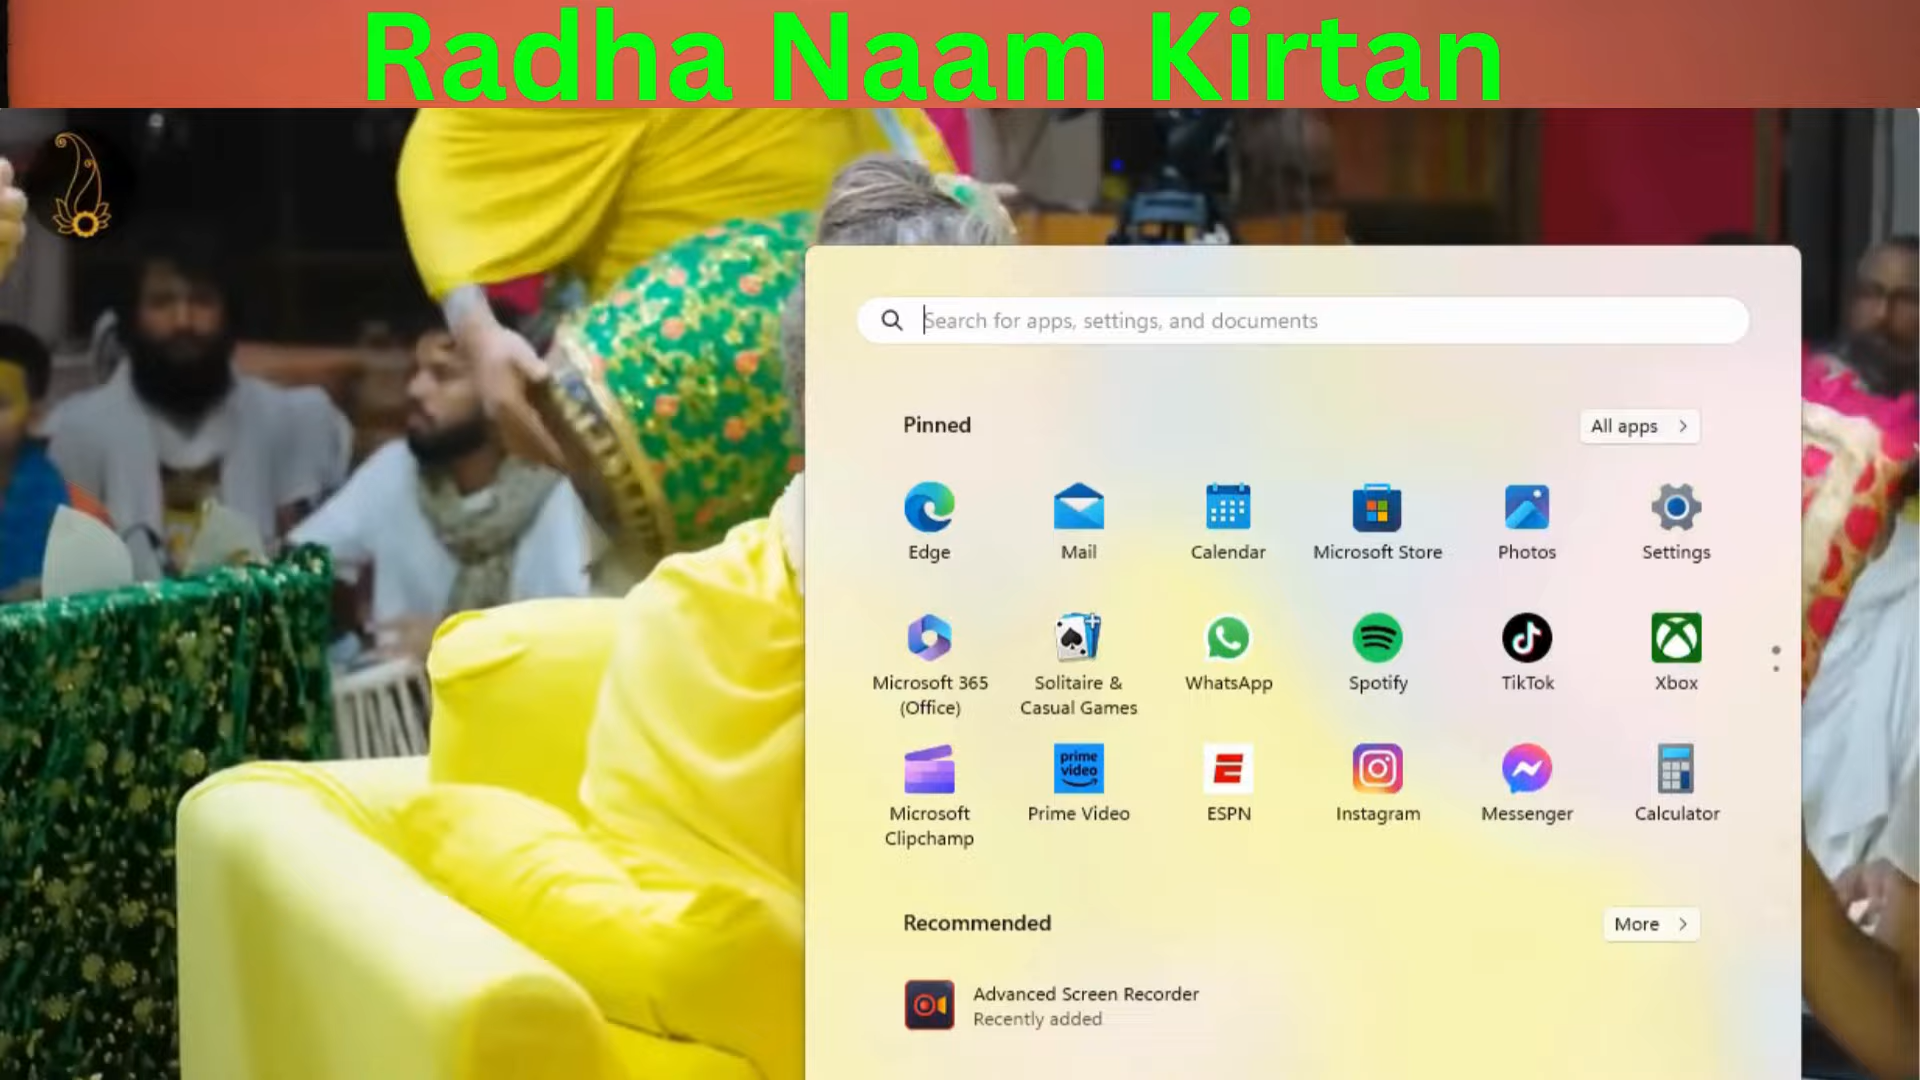 Radha Naam Kirtan
Search for apps, settings, and documents
Pinned
All apps
Edge
Mail
Calendar
Microsoft Store
Photos
Settings
Microsoft 365
(Office)
Solitaire &
Casual Games
WhatsApp
Spotify
TikTok
Xbox
Microsoft
Clipchamp
prime
video
Prime Video
ESPN
Instagram
Messenger
Calculator
Recommended
More
Advanced Screen Recorder
Recently added